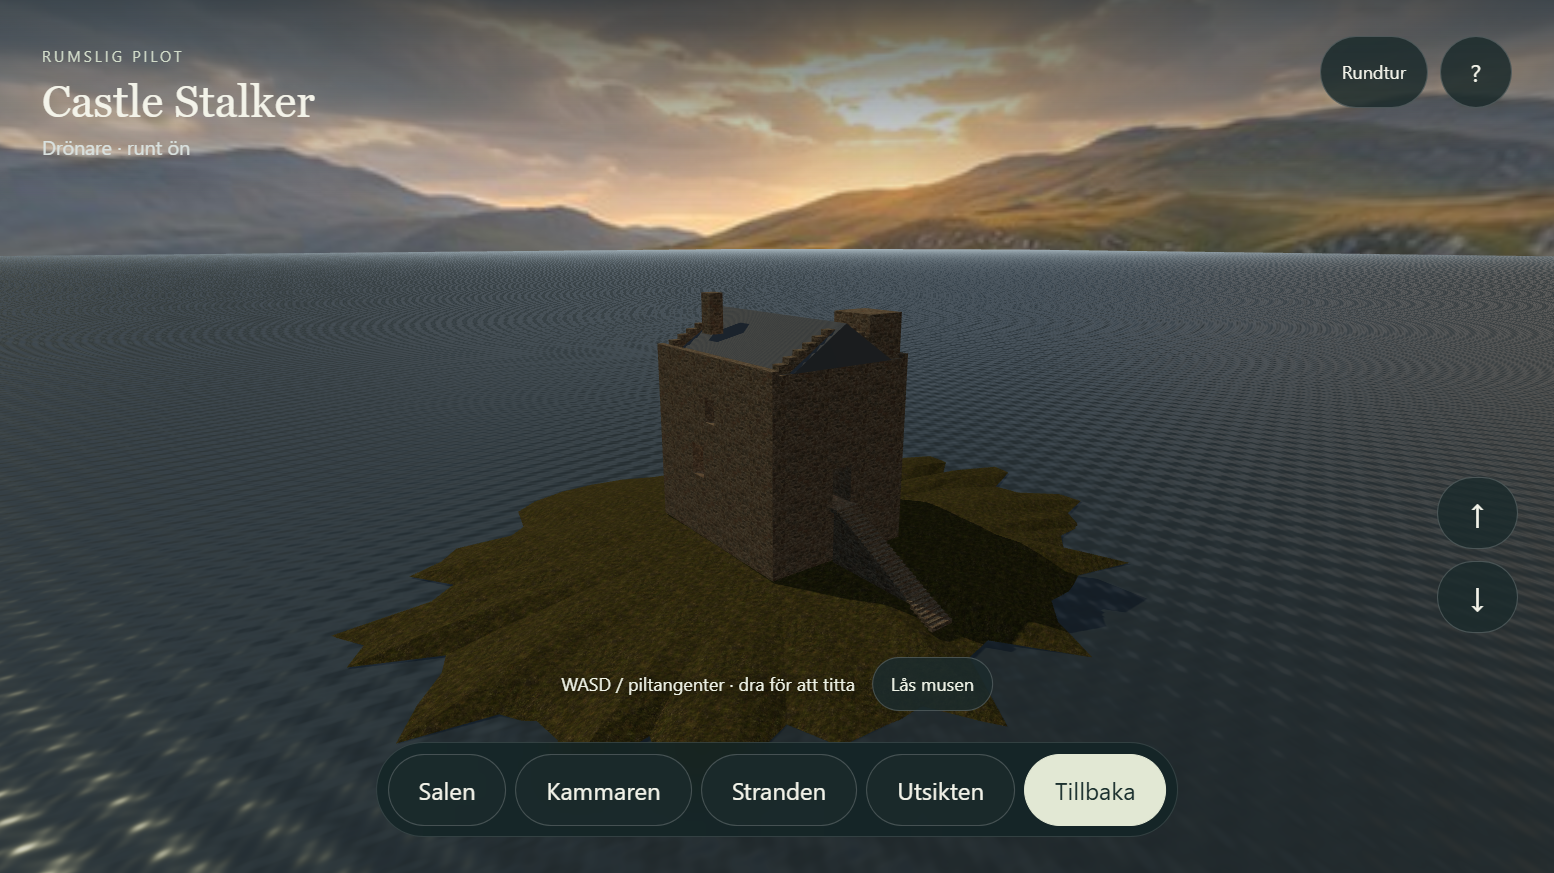 RUMSLIG PILOT
Castle Stalker
Drönare · runt ön
Rundtur
?
↑
↓
WASD / piltangenter · dra för att titta
Lås musen
Salen
Kammaren
Stranden
Utsikten
Tillbaka